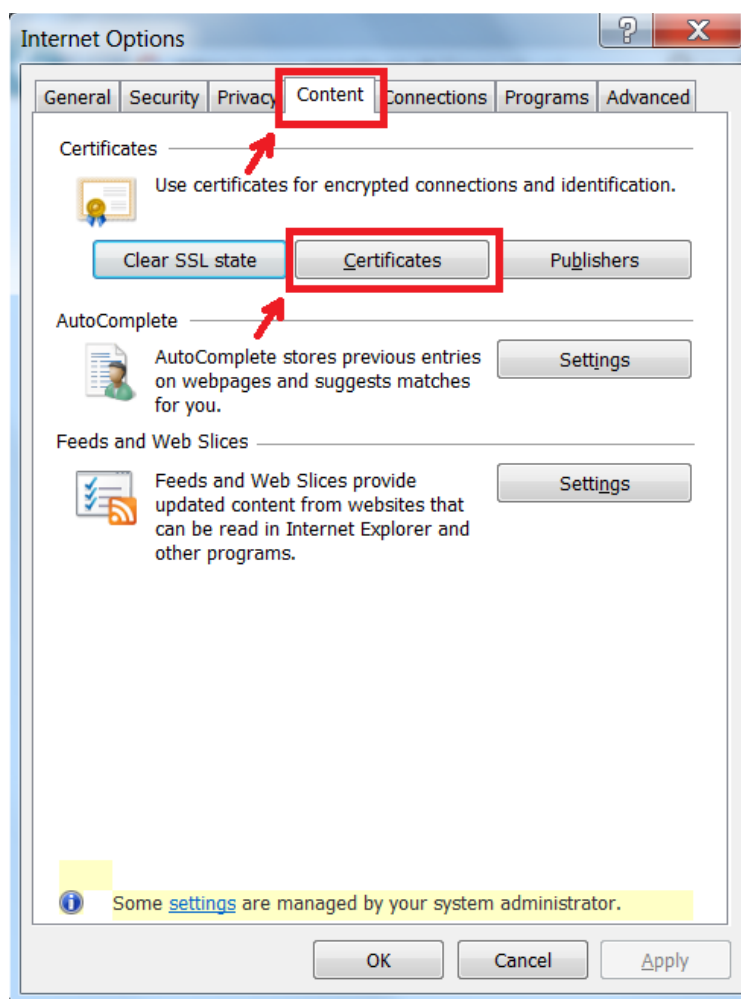 Internet Options
General Security Privacy Content Connections Programs Advanced
Certificates
Use certificates for encrypted connections and identification.
Clear SSL state Certificates Publishers
AutoComplete
AutoComplete stores previous entries
on webpages and suggests matches
for you.
Settings
Feeds and Web Slices
Feeds and Web Slices provide
updated content from websites that
can be read in Internet Explorer and
other programs.
Settings
Some settings are managed by your system administrator.
OK Cancel Apply